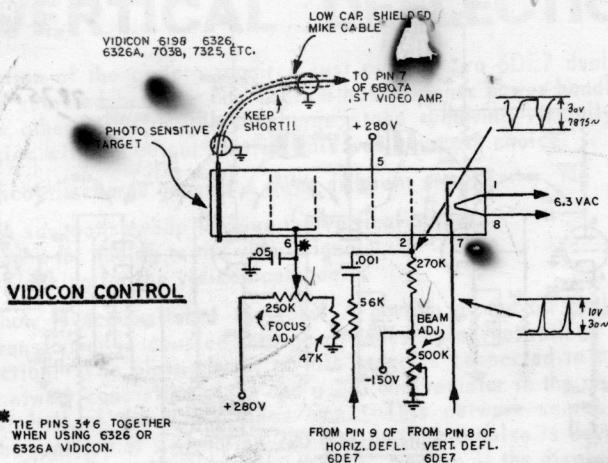 LOW CAP. SHIELDED
MIKE CABLE
VIDICON 6198 6326,
6326A, 7038, 7325, ETC.
TO PIN 7
OF 6BQ7A
1ST VIDEO AMP.
KEEP
SHORT!!
PHOTO SENSITIVE
TARGET
+280V
5
30V
7875~
1
6.3 VAC
8
6
*
2
7
.05
.001
270K
VIDICON CONTROL
250K
FOCUS
ADJ
56K
BEAM
ADJ
47K
500K
10V
30~
-150V
+280V
* TIE PINS 3+6 TOGETHER
WHEN USING 6326 OR
6326A VIDICON.
FROM PIN 9 OF
HORIZ. DEFL.
6DE7
FROM PIN 8 OF
VERT. DEFL.
6DE7